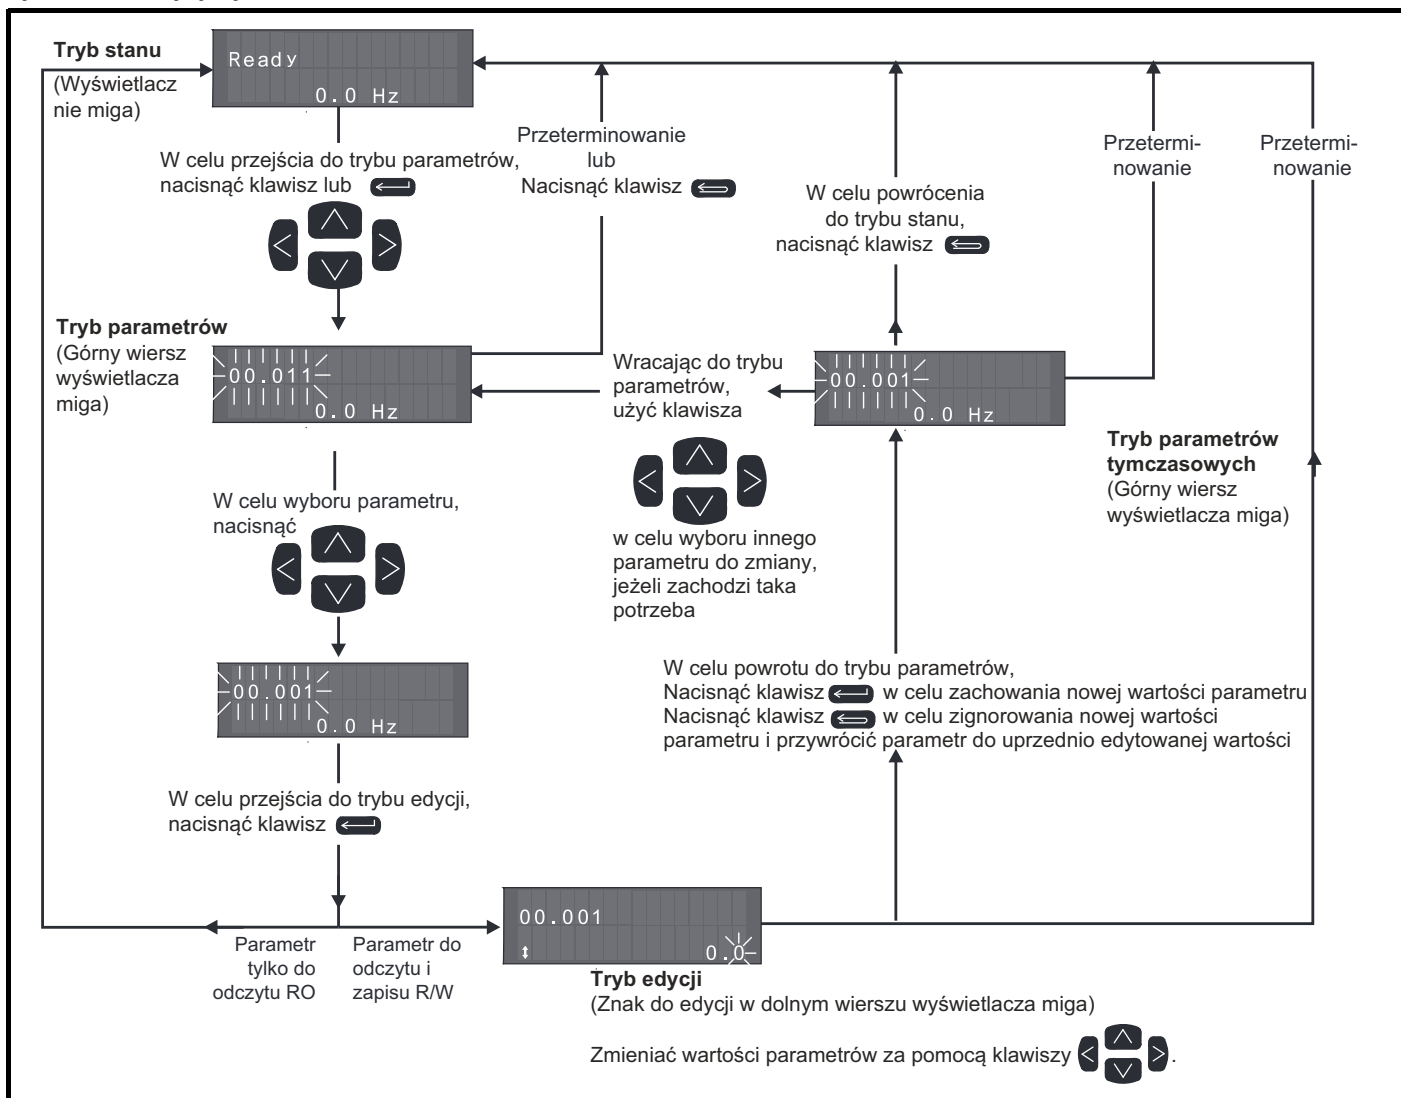 Tryb stanu
(Wyświetlacz
nie miga)
Ready
0.0 Hz
W celu przejścia do trybu parametrów,
nacisnąć klawisz lub
Przeterminowanie
lub
Nacisnąć klawisz
W celu powrócenia
do trybu stanu,
nacisnąć klawisz
Przetermi-
nowanie
Przetermi-
nowanie
Tryb parametrów
(Górny wiersz
wyświetlacza
miga)
00.011
0.0 Hz
Wracając do trybu
parametrów,
użyć klawisza
w celu wyboru innego
parametru do zmiany,
jeżeli zachodzi taka
potrzeba
00.001
0.0 Hz
Tryb parametrów
tymczasowych
(Górny wiersz
wyświetlacza miga)
W celu wyboru parametru,
nacisnąć
00.001
0.0 Hz
W celu powrotu do trybu parametrów,
Nacisnąć klawisz w celu zachowania nowej wartości parametru
Nacisnąć klawisz w celu zignorowania nowej wartości
parametru i przywrócić parametr do uprzednio edytowanej wartości
W celu przejścia do trybu edycji,
nacisnąć klawisz
Parametr
tylko do
odczytu RO
Parametr do
odczytu i
zapisu R/W
00.001
0.0
Tryb edycji
(Znak do edycji w dolnym wierszu wyświetlacza miga)
Zmieniać wartości parametrów za pomocą klawiszy .